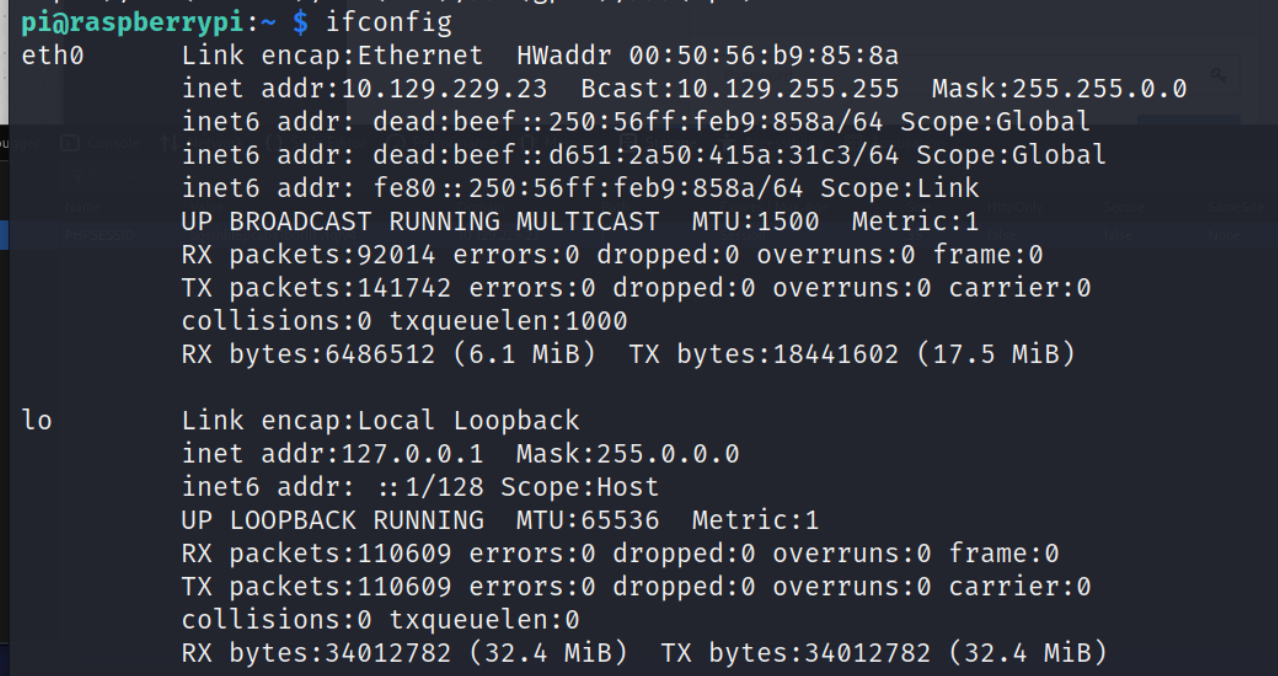 pi@raspberrypi:~ $ ifconfig
eth0      Link encap:Ethernet  HWaddr 00:50:56:b9:85:8a
          inet addr:10.129.229.23  Bcast:10.129.255.255  Mask:255.255.0.0
          inet6 addr: dead:beef::250:56ff:feb9:858a/64 Scope:Global
          inet6 addr: dead:beef::d651:2a50:415a:31c3/64 Scope:Global
          inet6 addr: fe80::250:56ff:feb9:858a/64 Scope:Link
          UP BROADCAST RUNNING MULTICAST  MTU:1500  Metric:1
          RX packets:92014 errors:0 dropped:0 overruns:0 frame:0
          TX packets:141742 errors:0 dropped:0 overruns:0 carrier:0
          collisions:0 txqueuelen:1000
          RX bytes:6486512 (6.1 MiB)  TX bytes:18441602 (17.5 MiB)

lo        Link encap:Local Loopback
          inet addr:127.0.0.1  Mask:255.0.0.0
          inet6 addr: ::1/128 Scope:Host
          UP LOOPBACK RUNNING  MTU:65536  Metric:1
          RX packets:110609 errors:0 dropped:0 overruns:0 frame:0
          TX packets:110609 errors:0 dropped:0 overruns:0 carrier:0
          collisions:0 txqueuelen:0
          RX bytes:34012782 (32.4 MiB)  TX bytes:34012782 (32.4 MiB)